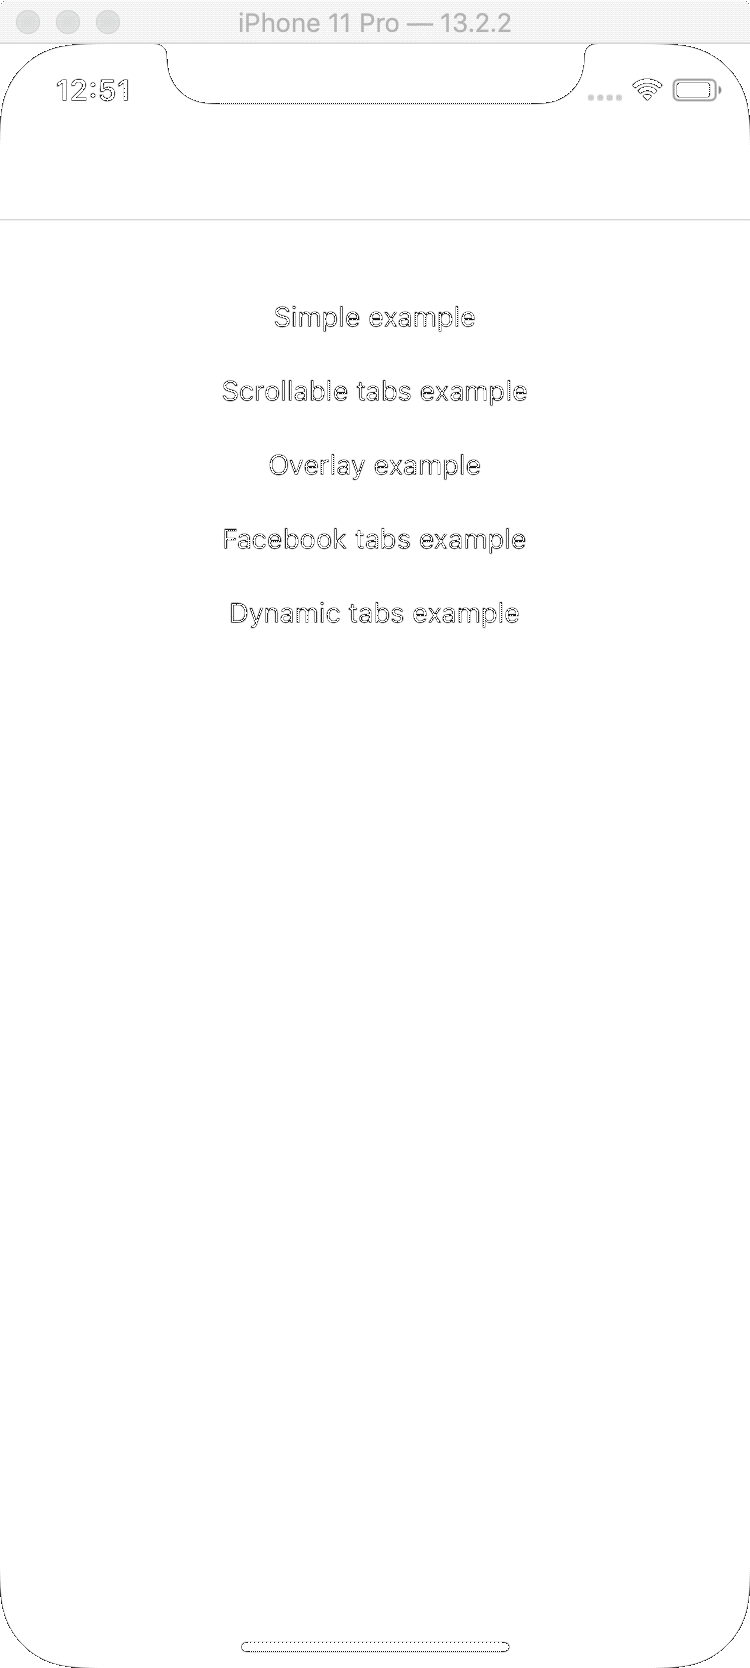 iPhone 11 Pro — 13.2.2
12:51
Simple example
Scrollable tabs example
Overlay example
Facebook tabs example
Dynamic tabs example